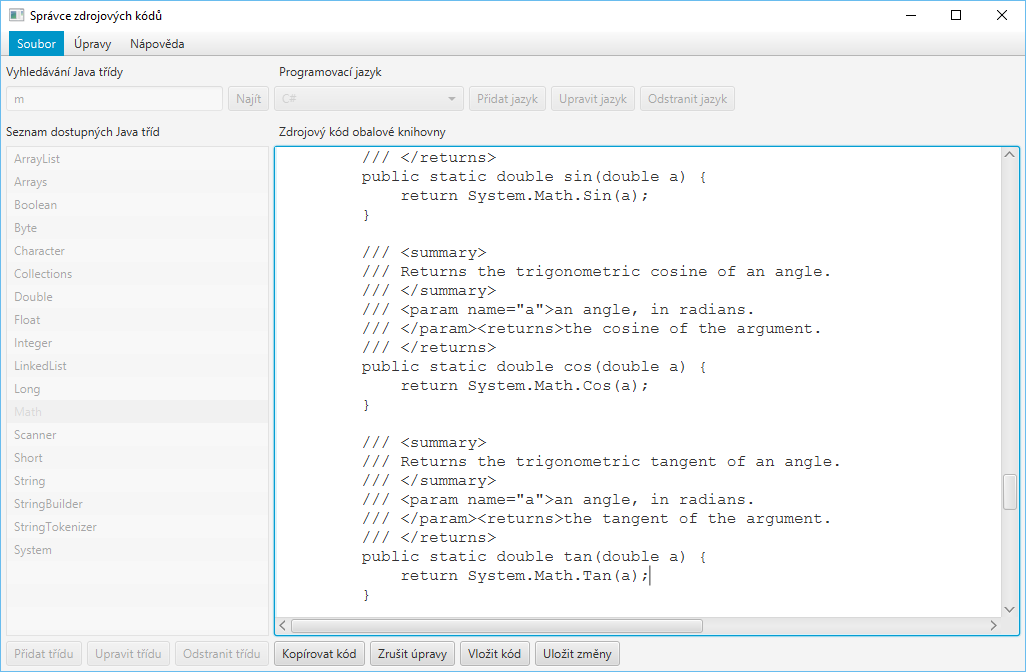 Správce zdrojových kódů
Soubor Úpravy Nápověda
Vyhledávání Java třídy
m Najít
Programovací jazyk
C# Přidat jazyk Upravit jazyk Odstranit jazyk
Seznam dostupných Java tříd
ArrayList
Arrays
Boolean
Byte
Character
Collections
Double
Float
Integer
LinkedList
Long
Math
Scanner
Short
String
StringBuilder
StringTokenizer
System
Přidat třídu Upravit třídu Odstranit třídu
Zdrojový kód obalové knihovny
/// </returns>
public static double sin(double a) {
return System.Math.Sin(a);
}
/// <summary>
/// Returns the trigonometric cosine of an angle.
/// </summary>
/// <param name="a">an angle, in radians.
/// </param><returns>the cosine of the argument.
/// </returns>
public static double cos(double a) {
return System.Math.Cos(a);
}
/// <summary>
/// Returns the trigonometric tangent of an angle.
/// </summary>
/// <param name="a">an angle, in radians.
/// </param><returns>the tangent of the argument.
/// </returns>
public static double tan(double a) {
return System.Math.Tan(a);
}
Kopírovat kód Zrušit úpravy Vložit kód Uložit změny